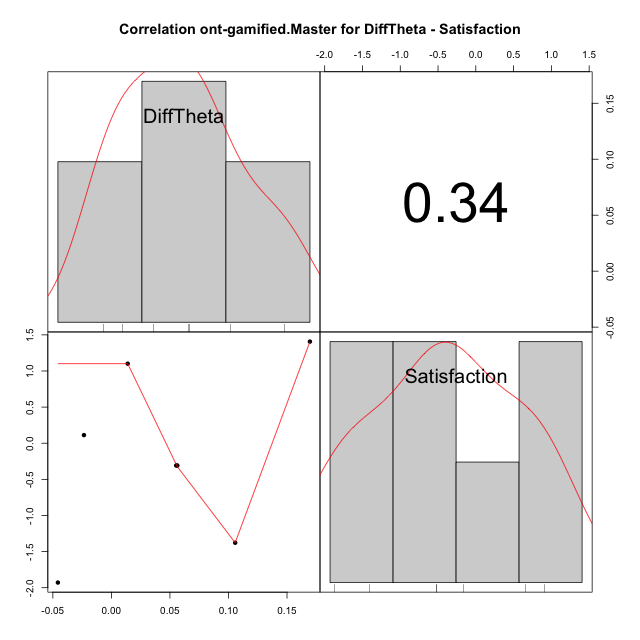 Correlation ont-gamified.Master for DiffTheta - Satisfaction
-2.0 -1.5 -1.0 -0.5 0.0 0.5 1.0 1.5
DiffTheta
0.34
0.15
0.10
0.05
0.00
-0.05
1.5
1.0
0.5
0.0
-0.5
-1.0
-1.5
-2.0
Satisfaction
-0.05 0.00 0.05 0.10 0.15